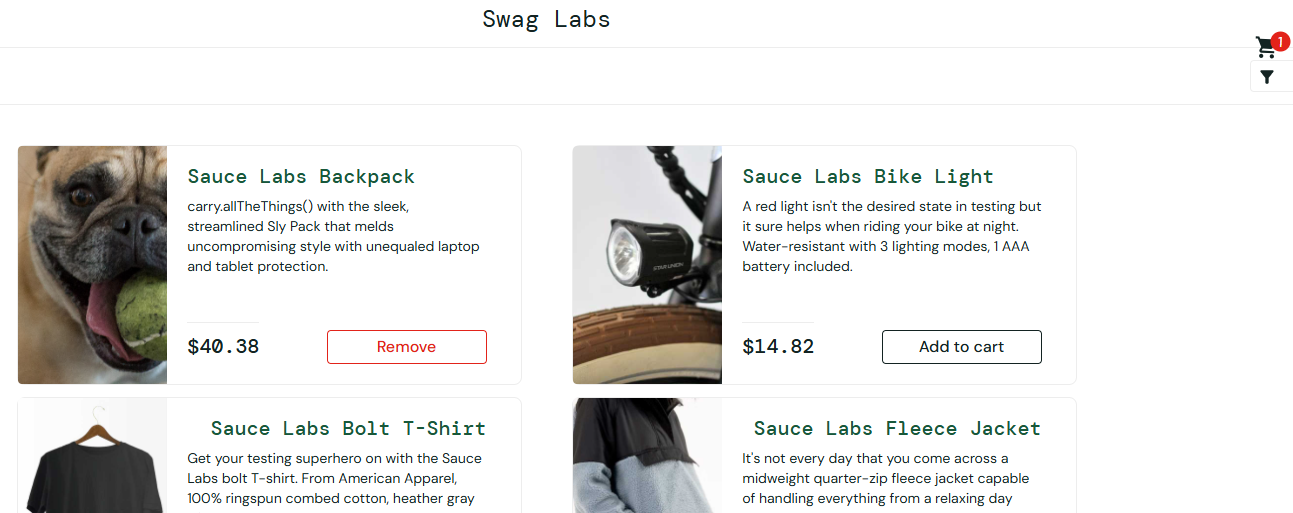 Swag Labs
1
Sauce Labs Backpack
carry.allTheThings() with the sleek,
streamlined Sly Pack that melds
uncompromising style with unequaled laptop
and tablet protection.
$40.38
Remove
Sauce Labs Bike Light
A red light isn't the desired state in testing but
it sure helps when riding your bike at night.
Water-resistant with 3 lighting modes, 1 AAA
battery included.
STAR UNION
$14.82
Add to cart
Sauce Labs Bolt T-Shirt
Get your testing superhero on with the Sauce
Labs bolt T-shirt. From American Apparel,
100% ringspun combed cotton, heather gray
Sauce Labs Fleece Jacket
It's not every day that you come across a
midweight quarter-zip fleece jacket capable
of handling everything from a relaxing day